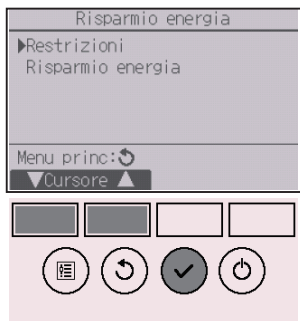 Risparmio energia
▶Restrizioni
Risparmio energia
Menu princ:↺
▼Cursore▲